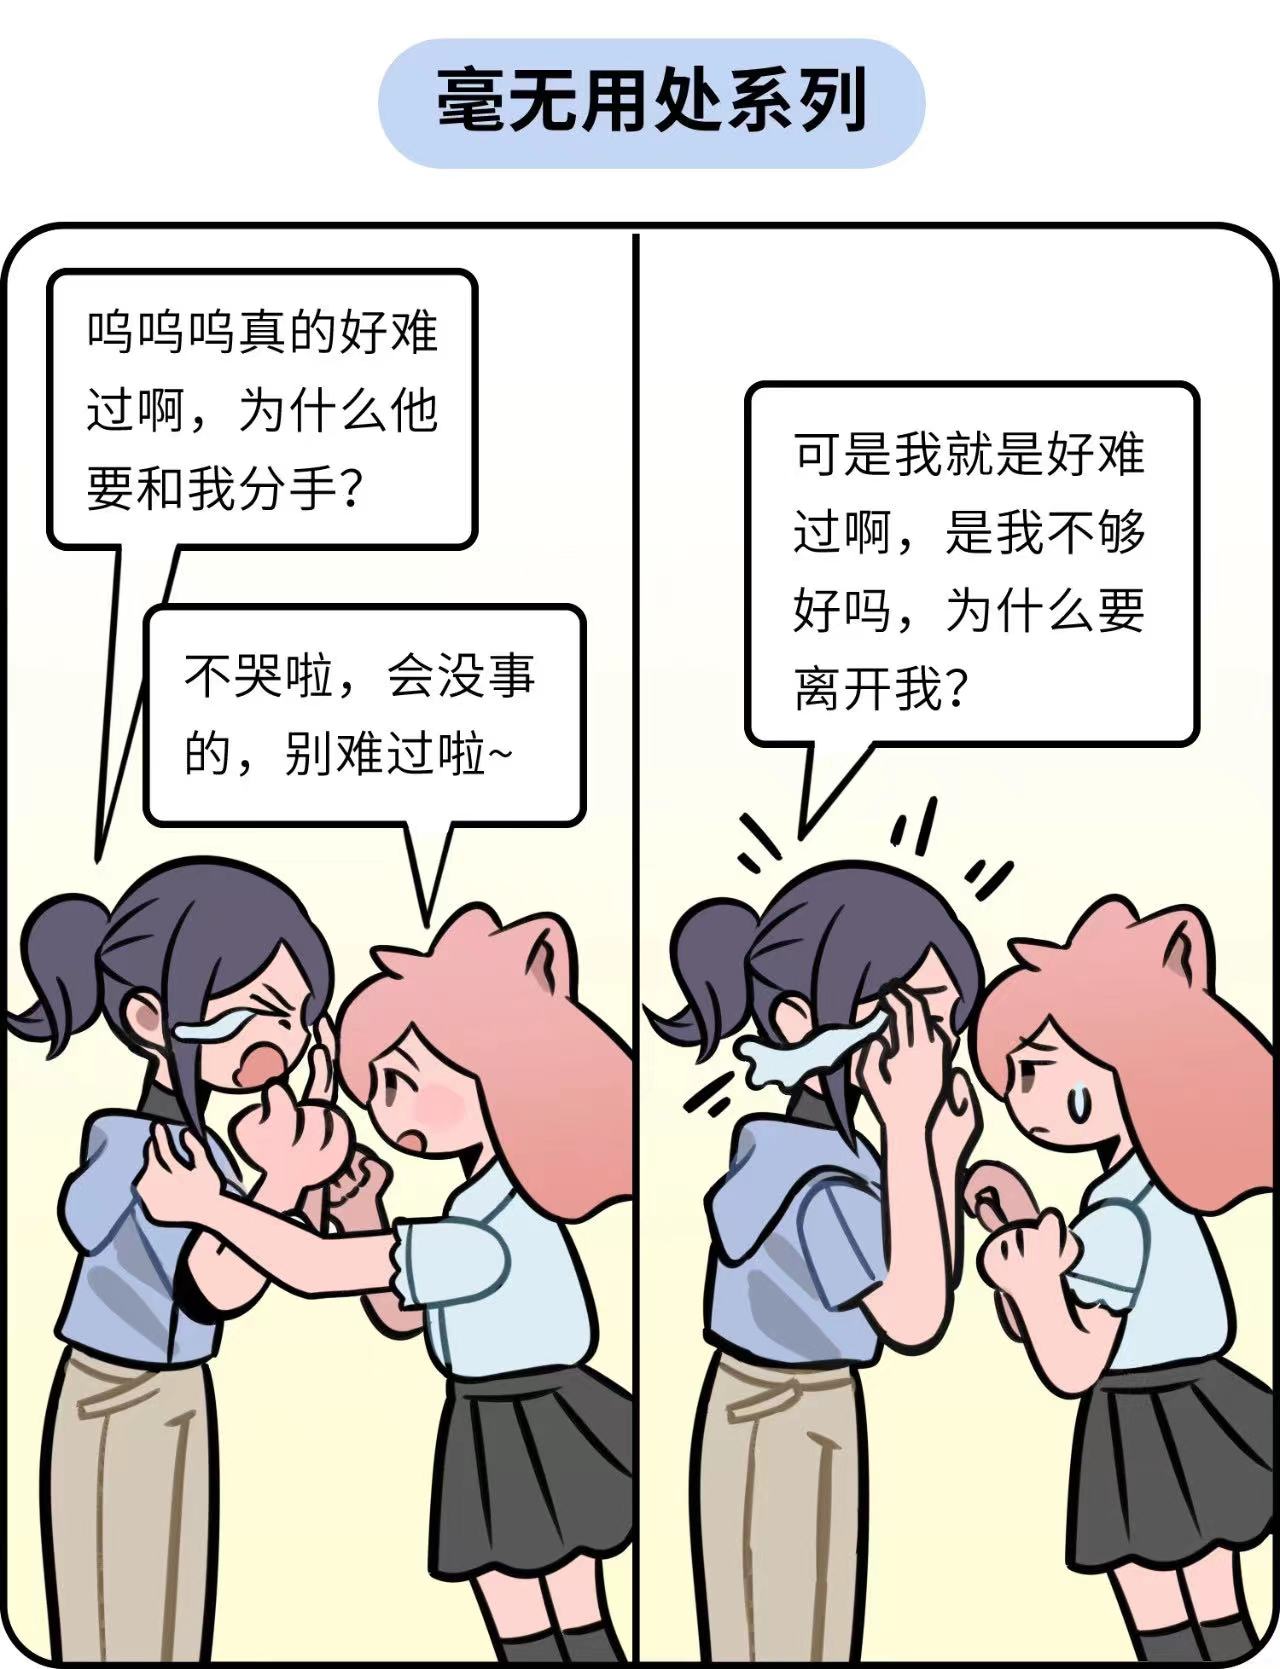 毫无用处系列
呜呜呜真的好难
过啊，为什么他
要和我分手？
不哭啦，会没事
的，别难过啦~
可是我就是好难
过啊，是我不够
好吗，为什么要
离开我？